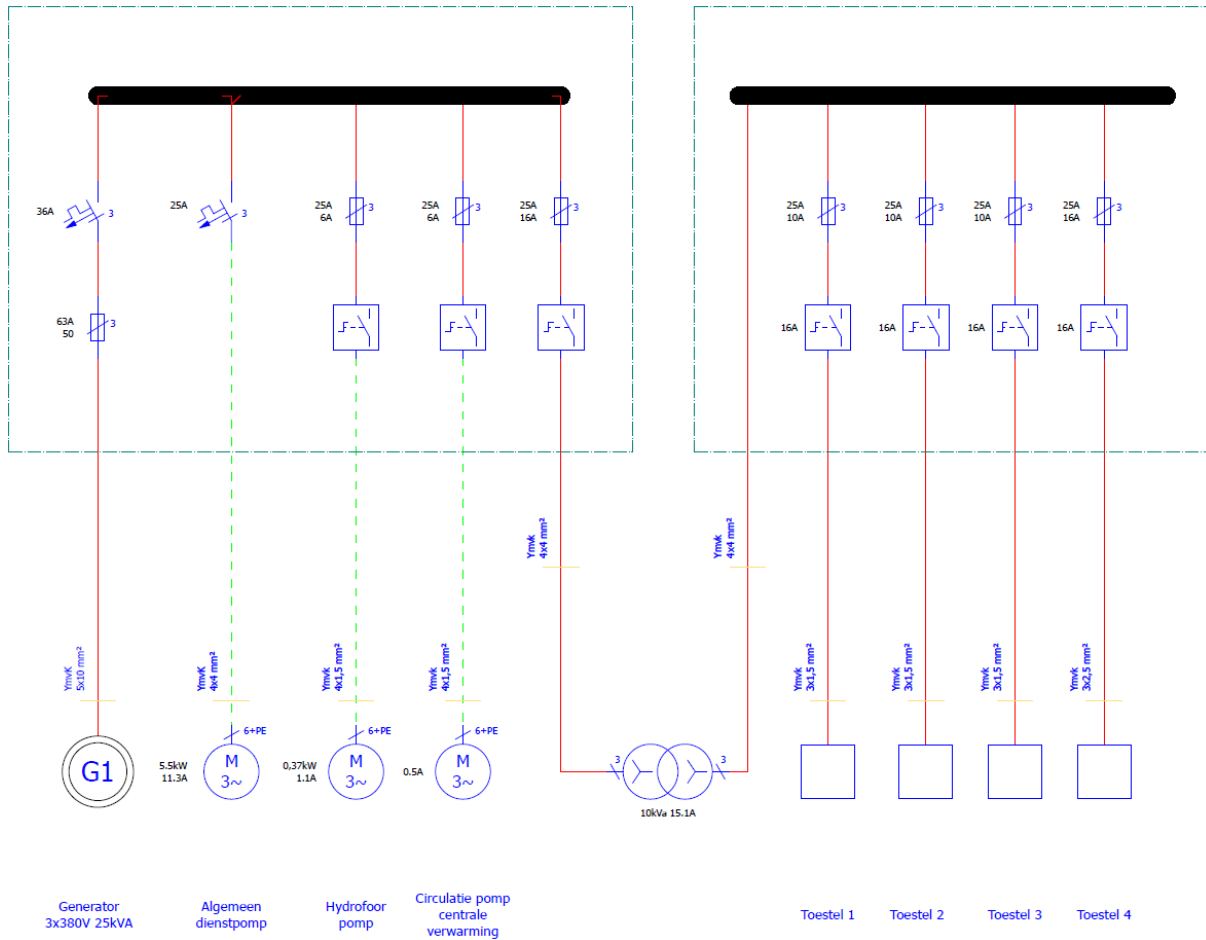 36A
3
25A
3
25A
6A
3
25A
6A
3
25A
16A
3
25A
10A
3
25A
10A
3
25A
10A
3
25A
16A
3
63A
50
3
16A
16A
16A
16A
Ymvk
4x4 mm²
Ymvk
4x4 mm²
YmvK
5x10 mm²
YmvK
4x4 mm²
Ymvk
4x1,5 mm²
Ymvk
4x1,5 mm²
Ymvk
3x1,5 mm²
Ymvk
3x1,5 mm²
Ymvk
3x1,5 mm²
Ymvk
3x2,5 mm²
6+PE
6+PE
6+PE
G1
5.5kW
11.3A
M
3~
0,37kW
1.1A
M
3~
0.5A
M
3~
3
3
10kVa 15.1A
Generator
3x380V 25kVA
Algemeen
dienstpomp
Hydrofoor
pomp
Circulatie pomp
centrale
verwarming
Toestel 1
Toestel 2
Toestel 3
Toestel 4